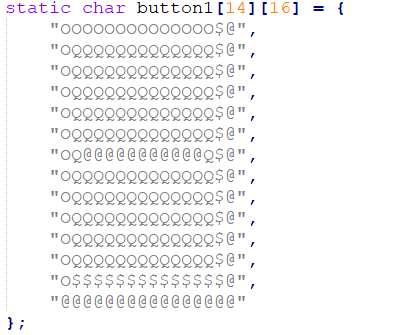 static char button1[14][16] = {
"OOOOOOOOOOOOOO$@",
"OQQQQQQQQQQQQQ$@",
"OQQQQQQQQQQQQQ$@",
"OQQQQQQQQQQQQQ$@",
"OQQQQQQQQQQQQQ$@",
"OQQQQQQQQQQQQQ$@",
"OQ@@@@@@@@@@@Q$@",
"OQQQQQQQQQQQQQ$@",
"OQQQQQQQQQQQQQ$@",
"OQQQQQQQQQQQQQ$@",
"OQQQQQQQQQQQQQ$@",
"OQQQQQQQQQQQQQ$@",
"O$$$$$$$$$$$$$$@",
"@@@@@@@@@@@@@@@@"
};